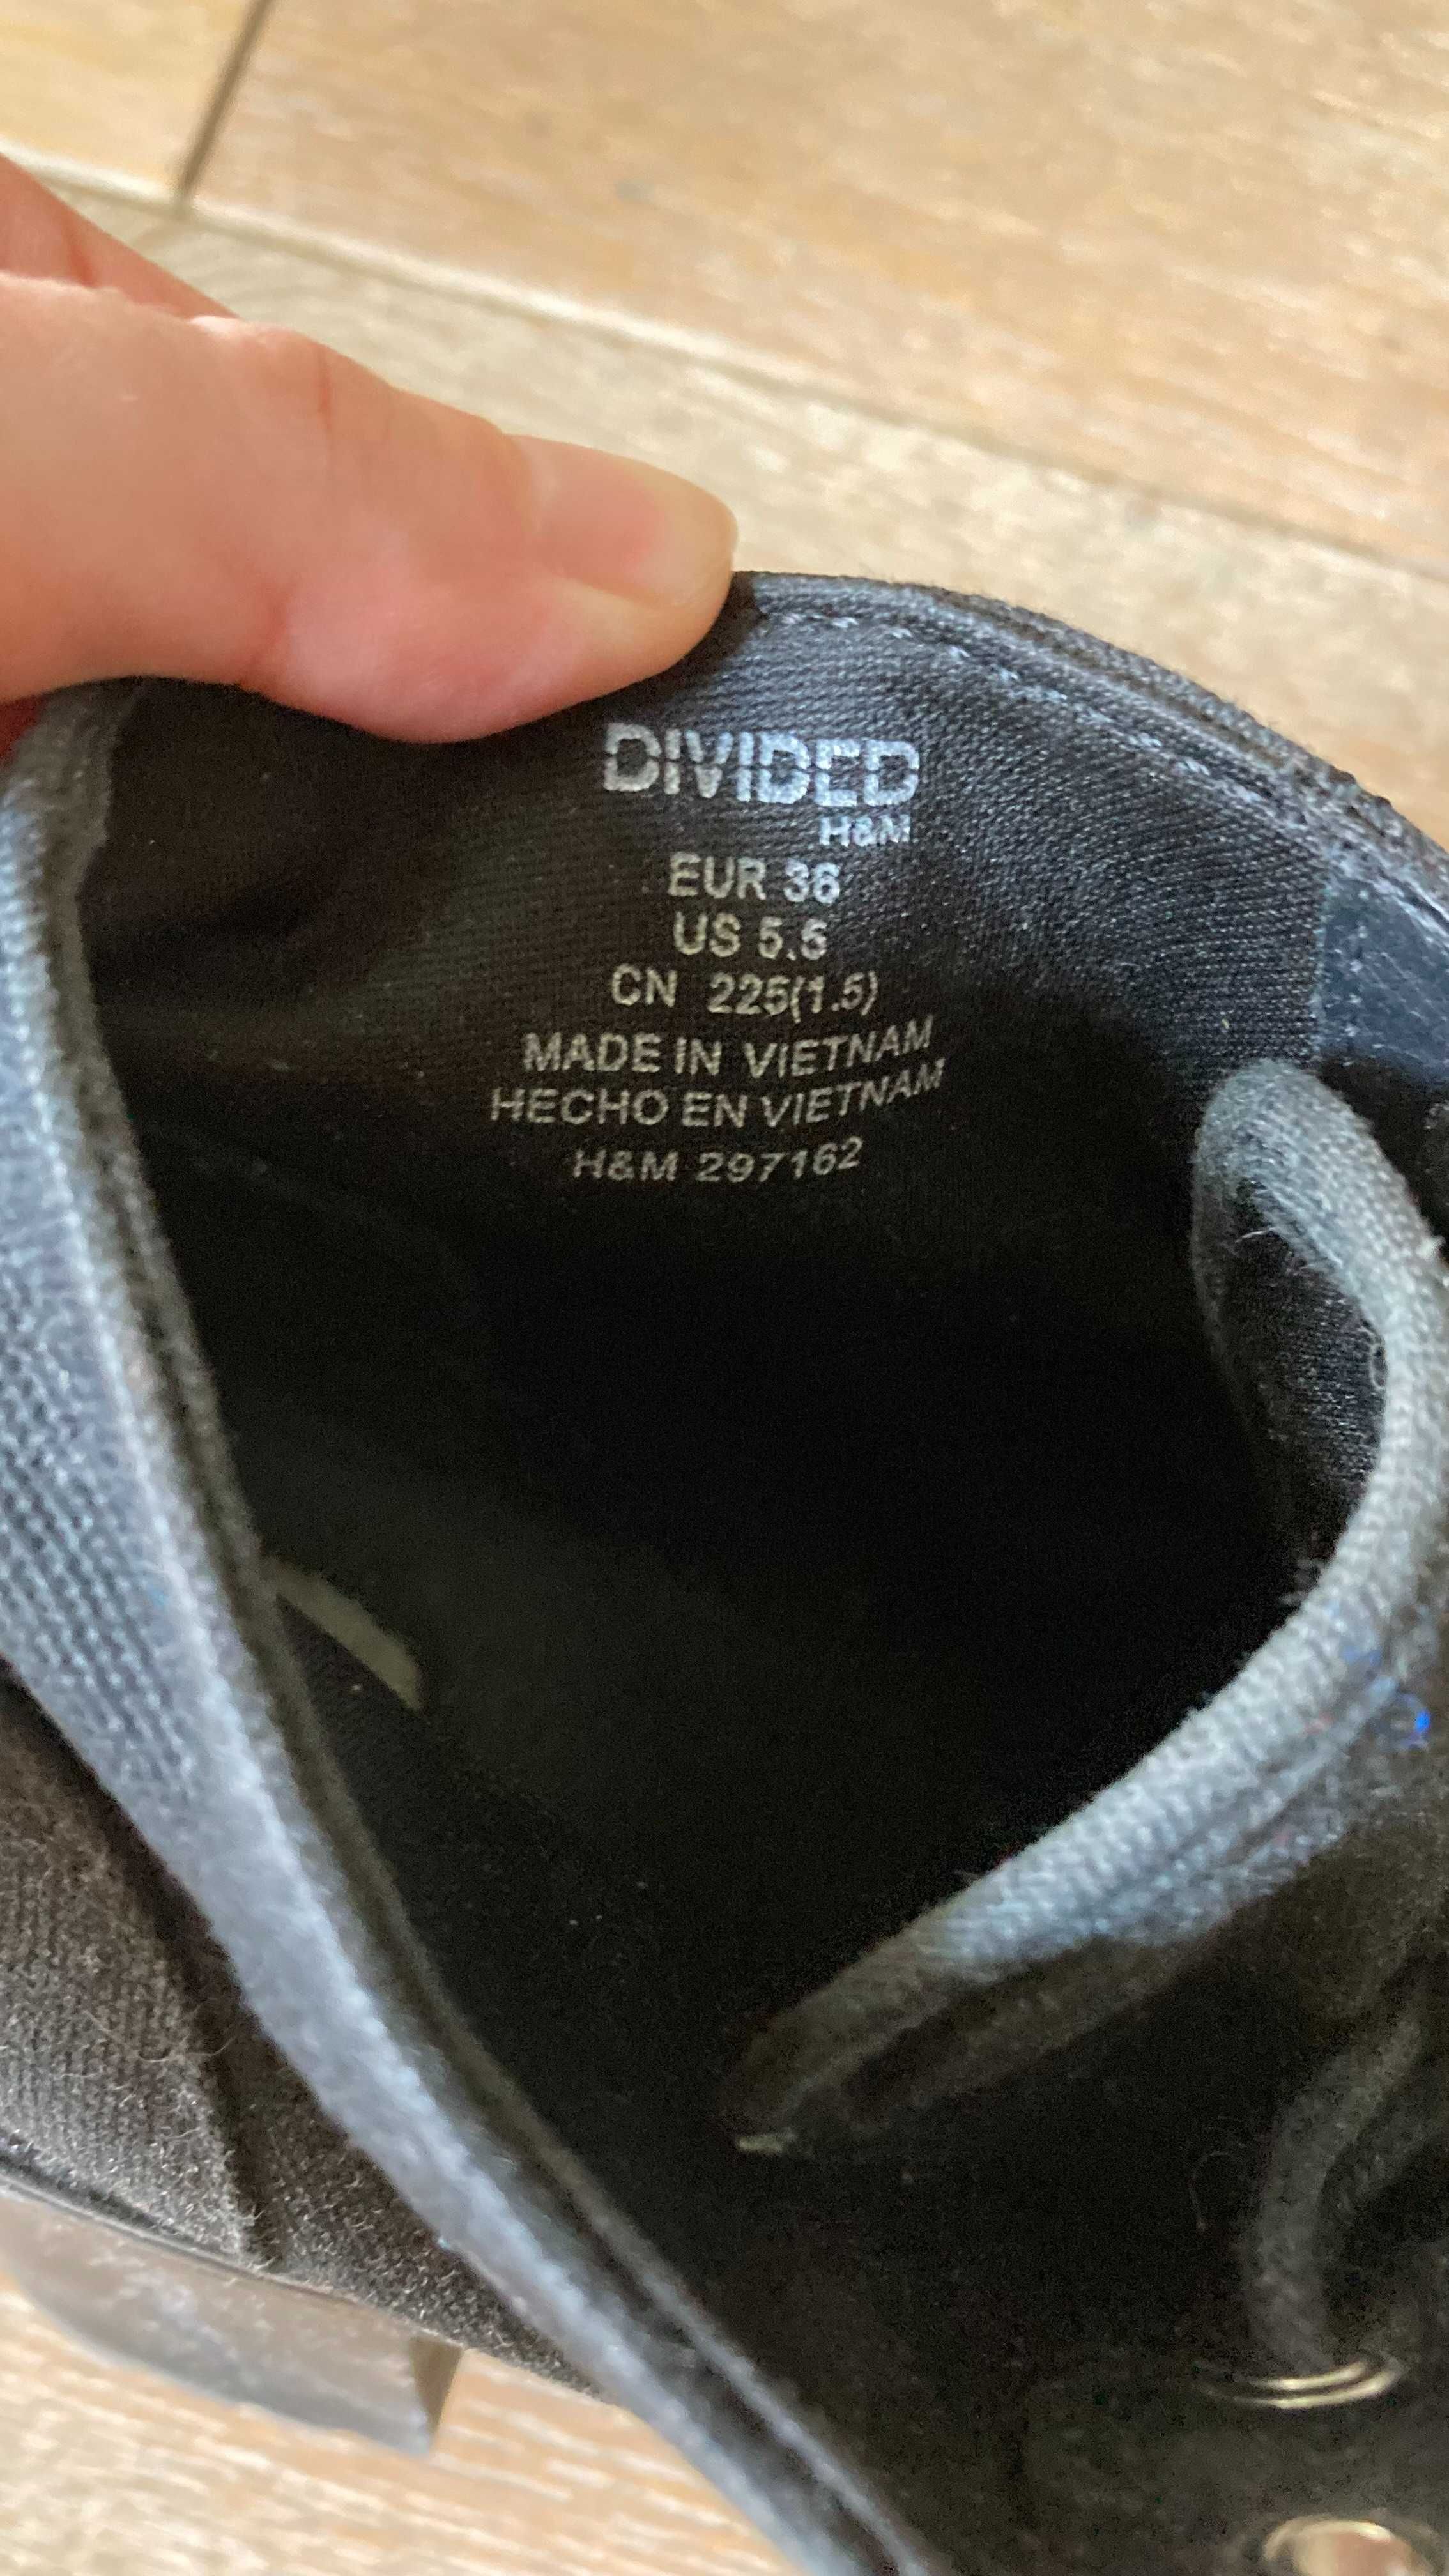 DIVIDED
H&M
EUR 36
US 5.5
CN 225(1.5)
MADE IN VIETNAM
HECHO EN VIETNAM
H&M 297162